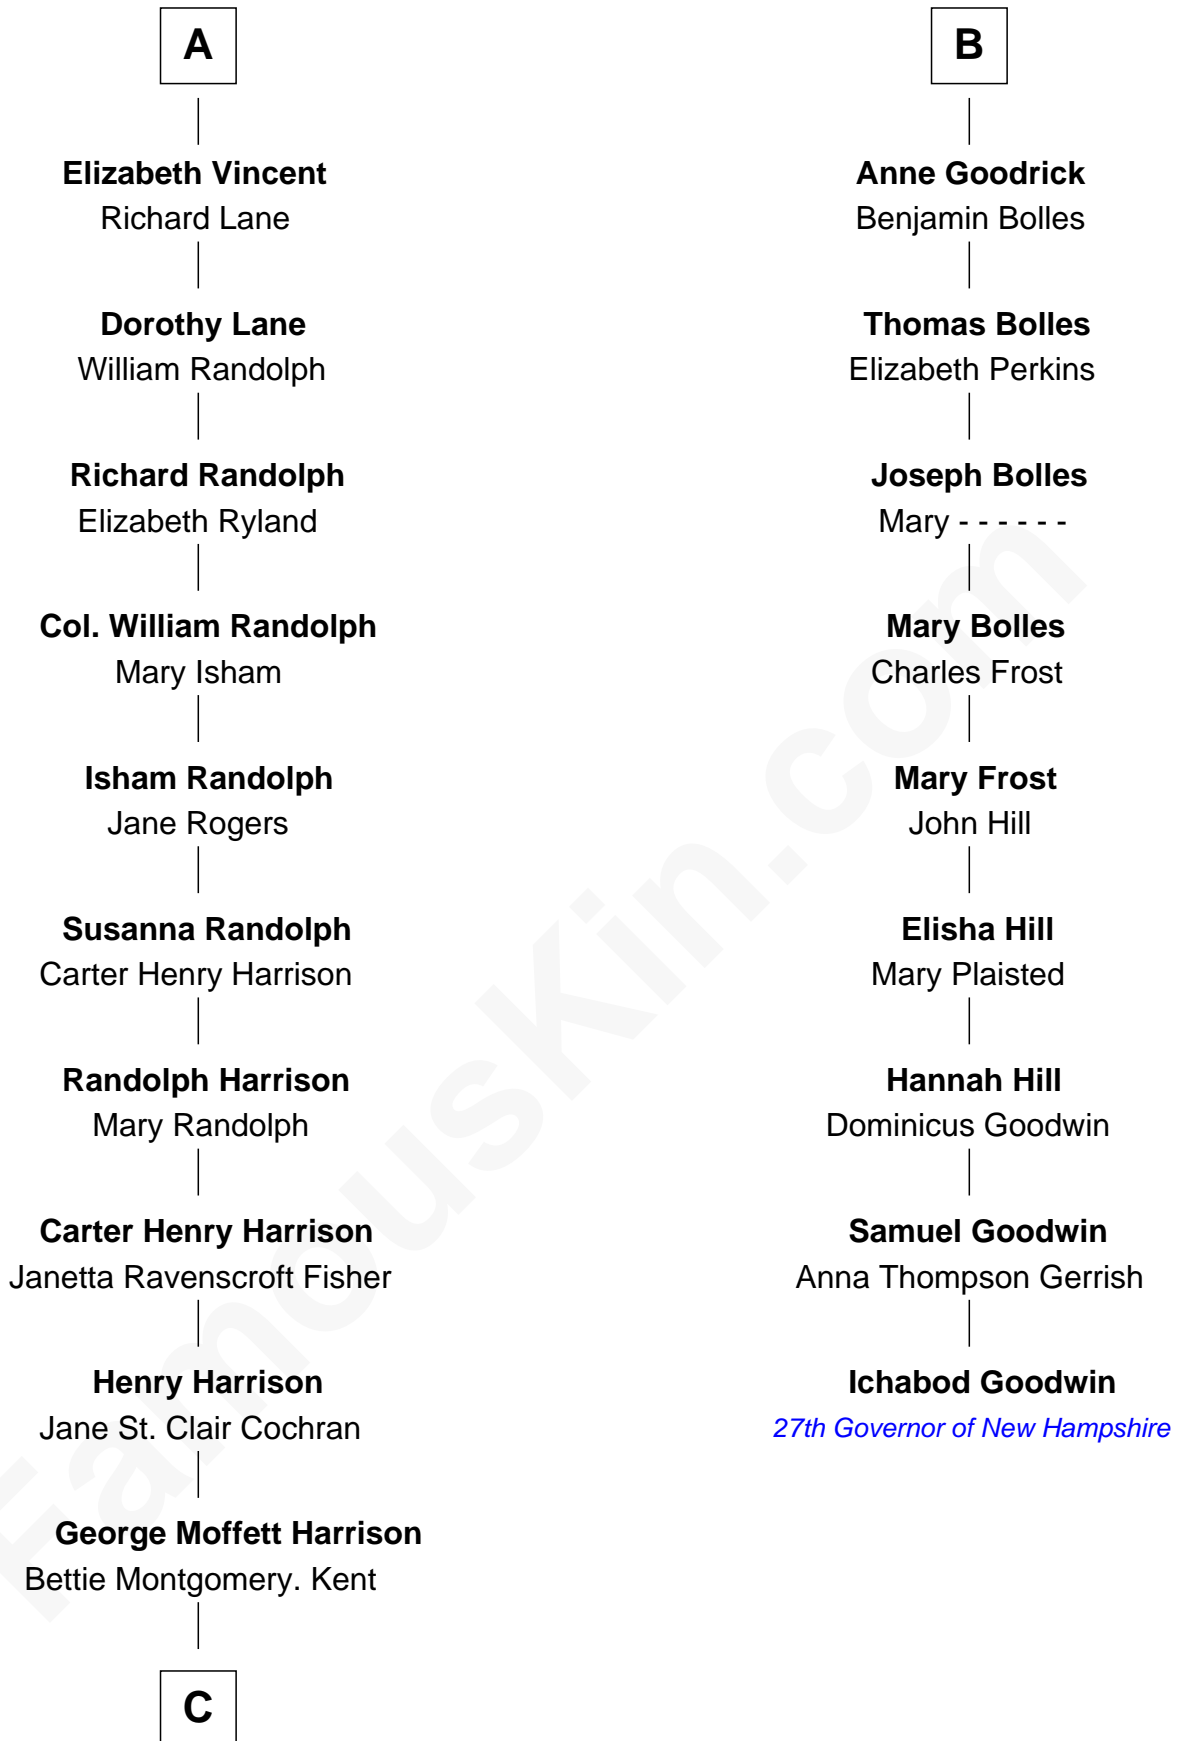 A
Elizabeth Vincent
Richard Lane
Dorothy Lane
William Randolph
Richard Randolph
Elizabeth Ryland
Col. William Randolph
Mary Isham
Isham Randolph
Jane Rogers
Susanna Randolph
Carter Henry Harrison
Randolph Harrison
Mary Randolph
Carter Henry Harrison
Janetta Ravenscroft Fisher
Henry Harrison
Jane St. Clair Cochran
George Moffett Harrison
Bettie Montgomery. Kent
C
B
Anne Goodrick
Benjamin Bolles
Thomas Bolles
Elizabeth Perkins
Joseph Bolles
Mary - - - - - -
Mary Bolles
Charles Frost
Mary Frost
John Hill
Elisha Hill
Mary Plaisted
Hannah Hill
Dominicus Goodwin
Samuel Goodwin
Anna Thompson Gerrish
Ichabod Goodwin
27th Governor of New Hampshire
FamousKin.com